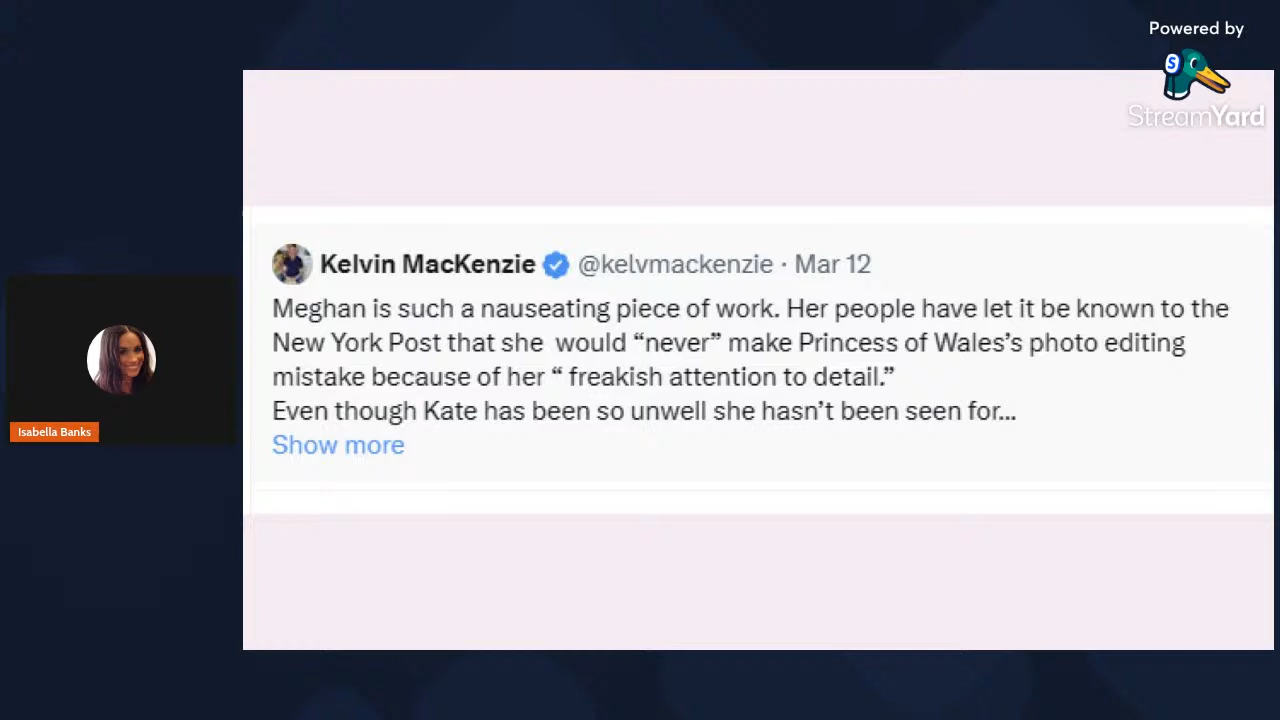 Powered by
S
StreamYard
Kelvin MacKenzie @kelvmackenzie · Mar 12
Meghan is such a nauseating piece of work. Her people have let it be known to the
New York Post that she  would “never” make Princess of Wales’s photo editing
mistake because of her “ freakish attention to detail.”
Even though Kate has been so unwell she hasn’t been seen for...
Show more
Isabella Banks